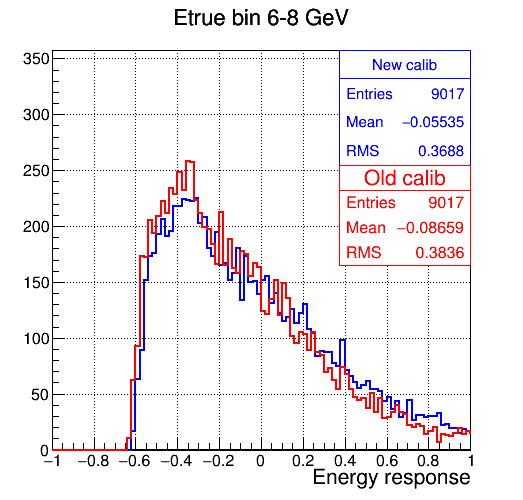 Etrue bin 6-8 GeV
New calib
Entries 9017
Mean −0.05535
RMS 0.3688
Old calib
Entries 9017
Mean −0.08659
RMS 0.3836
350
300
250
200
150
100
50
0
−1 −0.8 −0.6 −0.4 −0.2 0 0.2 0.4 0.6 0.8 1
Energy response